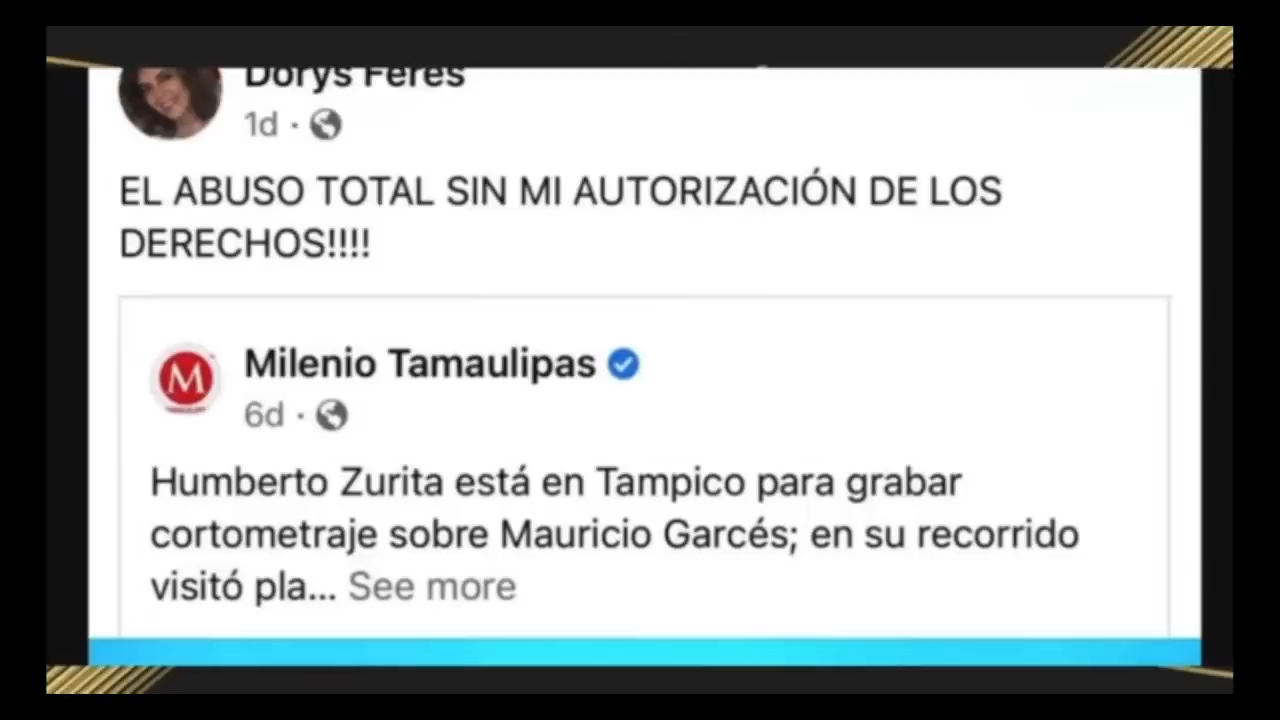 Dorys Feres
1d ·
EL ABUSO TOTAL SIN MI AUTORIZACIÓN DE LOS
DERECHOS!!!!
M
Milenio Tamaulipas
6d ·
Humberto Zurita está en Tampico para grabar
cortometraje sobre Mauricio Garcés; en su recorrido
visitó pla... See more